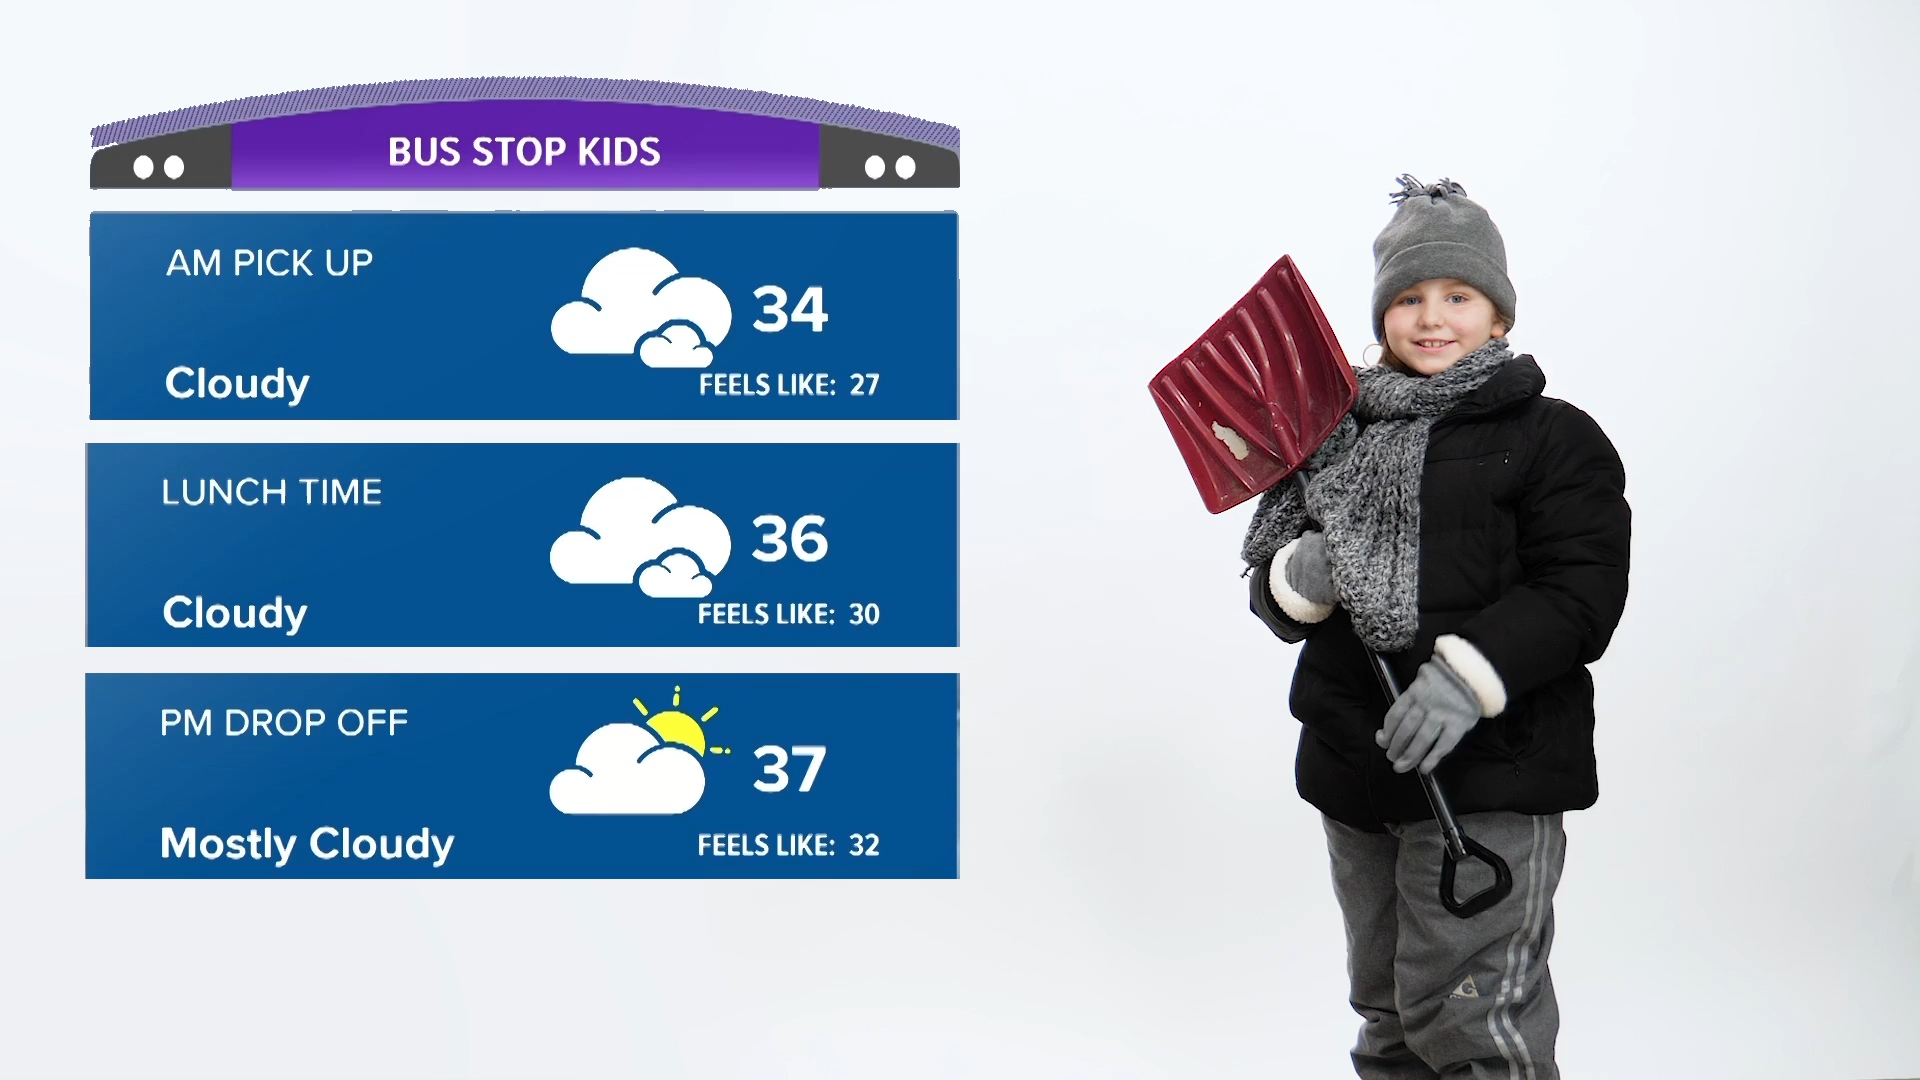 BUS STOP KIDS
AM PICK UP
34
Cloudy
FEELS LIKE: 27
LUNCH TIME
36
Cloudy
FEELS LIKE: 30
PM DROP OFF
37
Mostly Cloudy
FEELS LIKE: 32